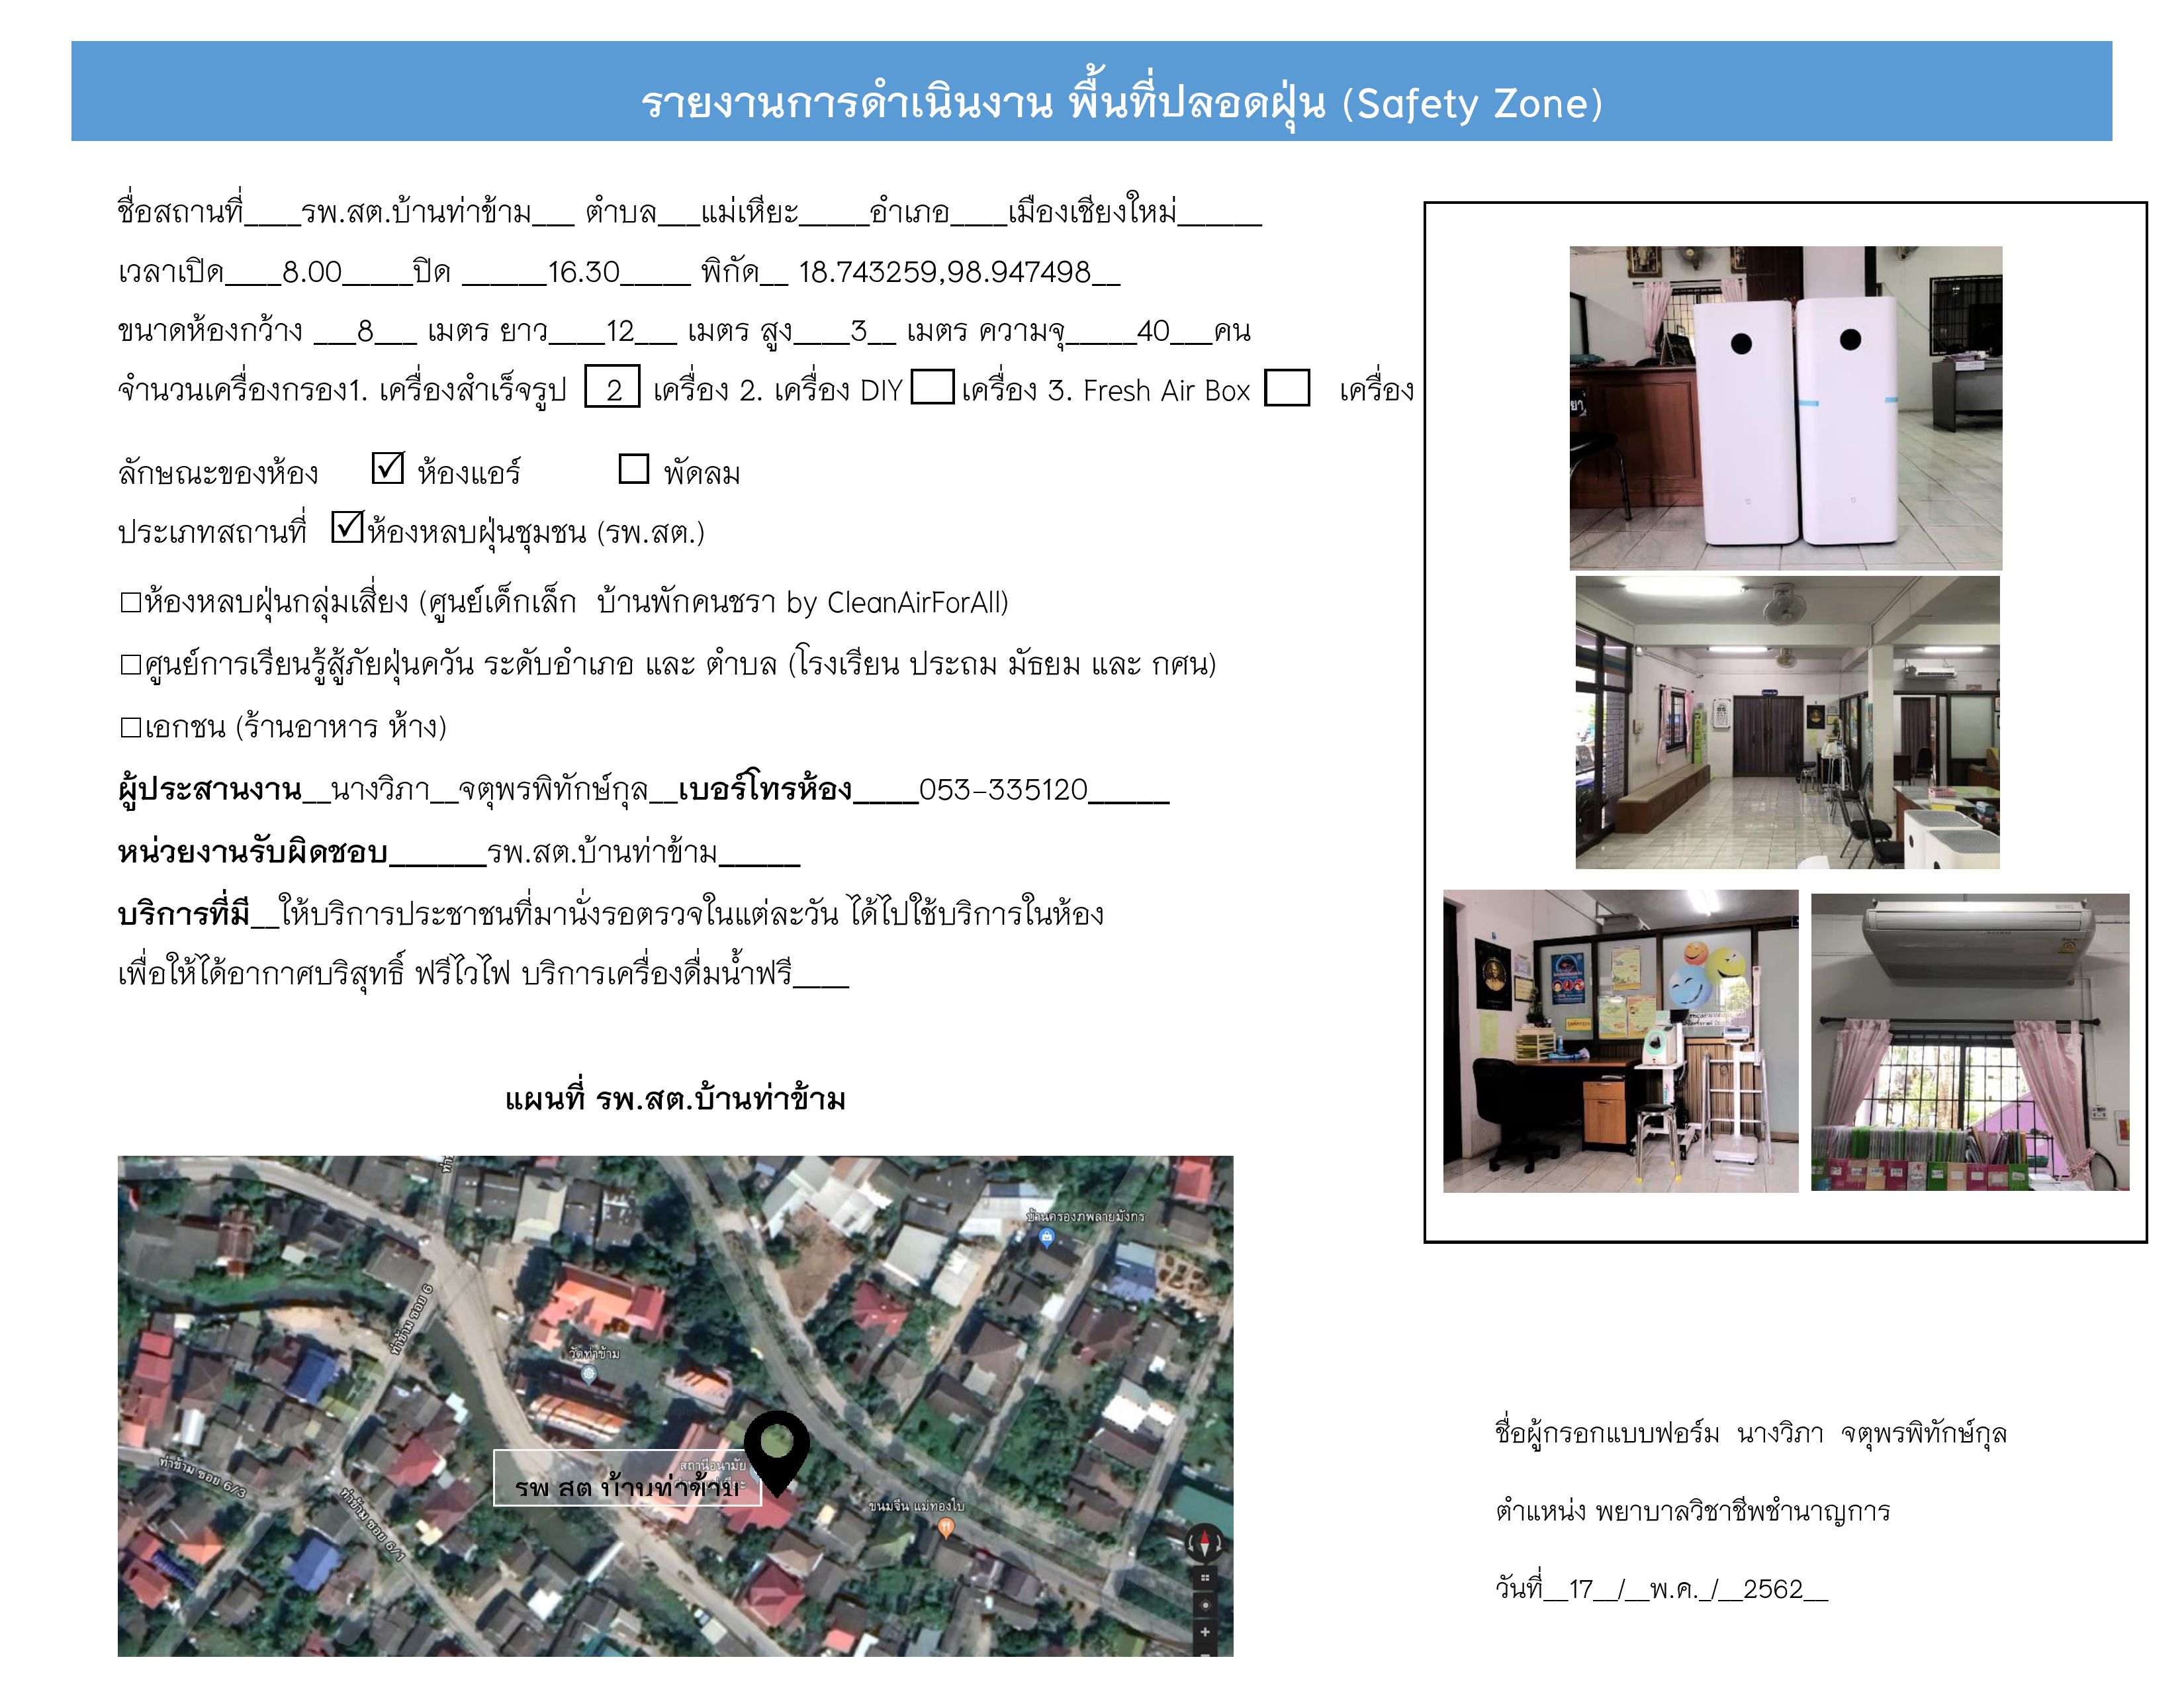 รายงานการดำเนินงาน พื้นที่ปลอดฝุ่น (Safety Zone)
ชื่อสถานที่____รพ.สต.บ้านท่าข้าม___ ตำบล___แม่เหียะ_____อำเภอ____เมืองเชียงใหม่______
เวลาเปิด____8.00_____ปิด ______16.30_____ พิกัด__ 18.743259,98.947498__
ขนาดห้องกว้าง ___8___ เมตร ยาว____12___ เมตร สูง____3__ เมตร ความจุ_____40___คน
จำนวนเครื่องกรอง1. เครื่องสำเร็จรูป 2 เครื่อง 2. เครื่อง DIY เครื่อง 3. Fresh Air Box เครื่อง
ลักษณะของห้อง ☑ ห้องแอร์ ☐ พัดลม
ประเภทสถานที่ ☑ห้องหลบฝุ่นชุมชน (รพ.สต.)
☐ห้องหลบฝุ่นกลุ่มเสี่ยง (ศูนย์เด็กเล็ก บ้านพักคนชรา by CleanAirForAll)
☐ศูนย์การเรียนรู้สู้ภัยฝุ่นควัน ระดับอำเภอ และ ตำบล (โรงเรียน ประถม มัธยม และ กศน)
☐เอกชน (ร้านอาหาร ห้าง)
ผู้ประสานงาน__นางวิภา__จตุพรพิทักษ์กุล__เบอร์โทรห้อง____053-335120_____
หน่วยงานรับผิดชอบ______รพ.สต.บ้านท่าข้าม_____
บริการที่มี__ให้บริการประชาชนที่มานั่งรอตรวจในแต่ละวัน ได้ไปใช้บริการในห้อง
เพื่อให้ได้อากาศบริสุทธิ์ ฟรีไวไฟ บริการเครื่องดื่มน้ำฟรี____
แผนที่ รพ.สต.บ้านท่าข้าม
บ้านครองภพลายมังกร
ท่าข้าม ซอย 6
วัดท่าข้าม
สถานีอนามัย
รพ สต บ้านท่าข้าม
ท่าข้าม ซอย 6/3
ท่าข้าม ซอย 6/1
ขนมจีน แม่ทองใบ
ชื่อผู้กรอกแบบฟอร์ม นางวิภา จตุพรพิทักษ์กุล
ตำแหน่ง พยาบาลวิชาชีพชำนาญการ
วันที่__17__/__พ.ค._/__2562__